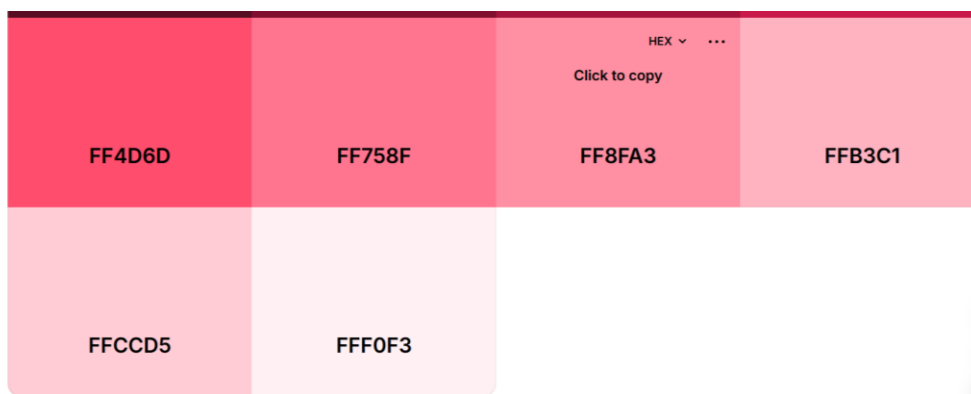 HEX
Click to copy
FF4D6D FF758F FF8FA3 FFB3C1
FFCCD5 FFF0F3